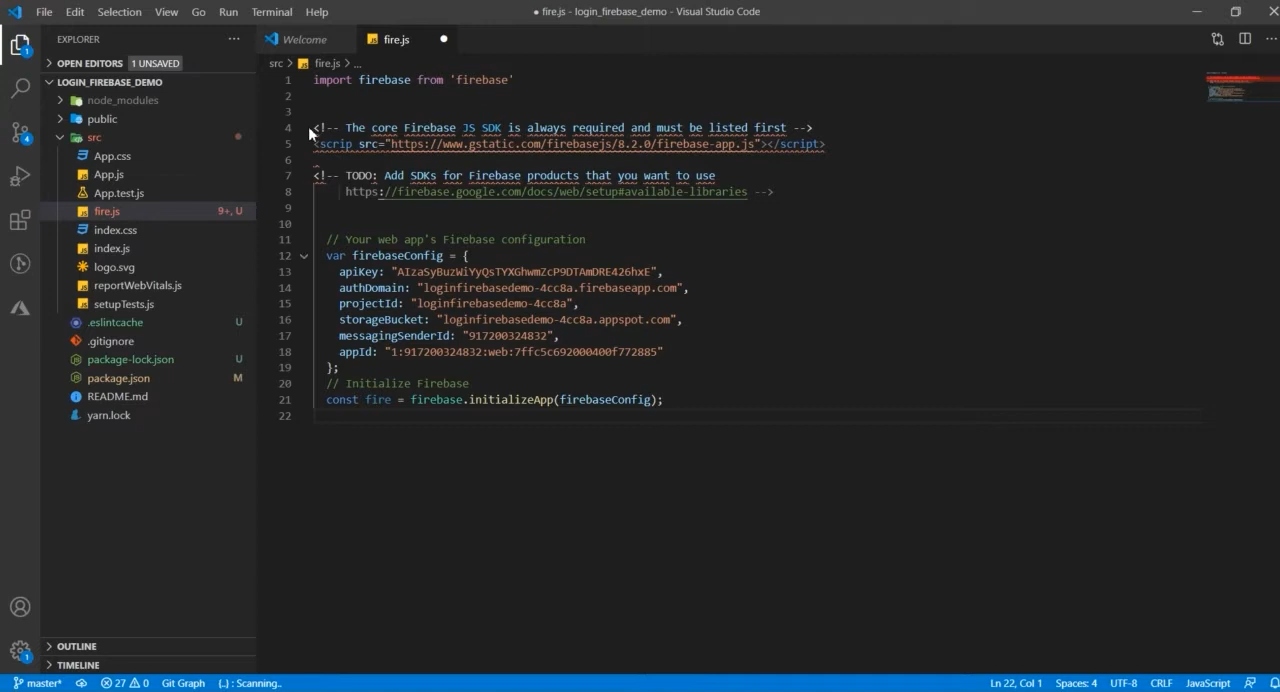 File Edit Selection View Go Run Terminal Help
● fire.js - login_firebase_demo - Visual Studio Code
EXPLORER
OPEN EDITORS 1 UNSAVED
LOGIN_FIREBASE_DEMO
node_modules
public
src
App.css
App.js
App.test.js
fire.js 9+, U
index.css
index.js
logo.svg
reportWebVitals.js
setupTests.js
.eslintcache U
.gitignore
package-lock.json U
package.json M
README.md
yarn.lock
OUTLINE
TIMELINE
1
4
1
Welcome
fire.js ●
src > fire.js > ...
1 import firebase from 'firebase'
2
3
4 <!-- The core Firebase JS SDK is always required and must be listed first -->
5 <scrip src="https://www.gstatic.com/firebasejs/8.2.0/firebase-app.js"></script>
6
7 <!-- TODO: Add SDKs for Firebase products that you want to use
8 https://firebase.google.com/docs/web/setup#available-libraries -->
9
10
11 // Your web app's Firebase configuration
12 var firebaseConfig = {
13 apiKey: "AIzaSyBuzWiYyQsTYXGhwmZcP9DTAmDRE426hxE",
14 authDomain: "loginfirebasedemo-4cc8a.firebaseapp.com",
15 projectId: "loginfirebasedemo-4cc8a",
16 storageBucket: "loginfirebasedemo-4cc8a.appspot.com",
17 messagingSenderId: "917200324832",
18 appId: "1:917200324832:web:7ffc5c692000400f772885"
19 };
20 // Initialize Firebase
21 const fire = firebase.initializeApp(firebaseConfig);
22
master* 27 0 Git Graph {..} : Scanning.. Ln 22, Col 1 Spaces: 4 UTF-8 CRLF JavaScript